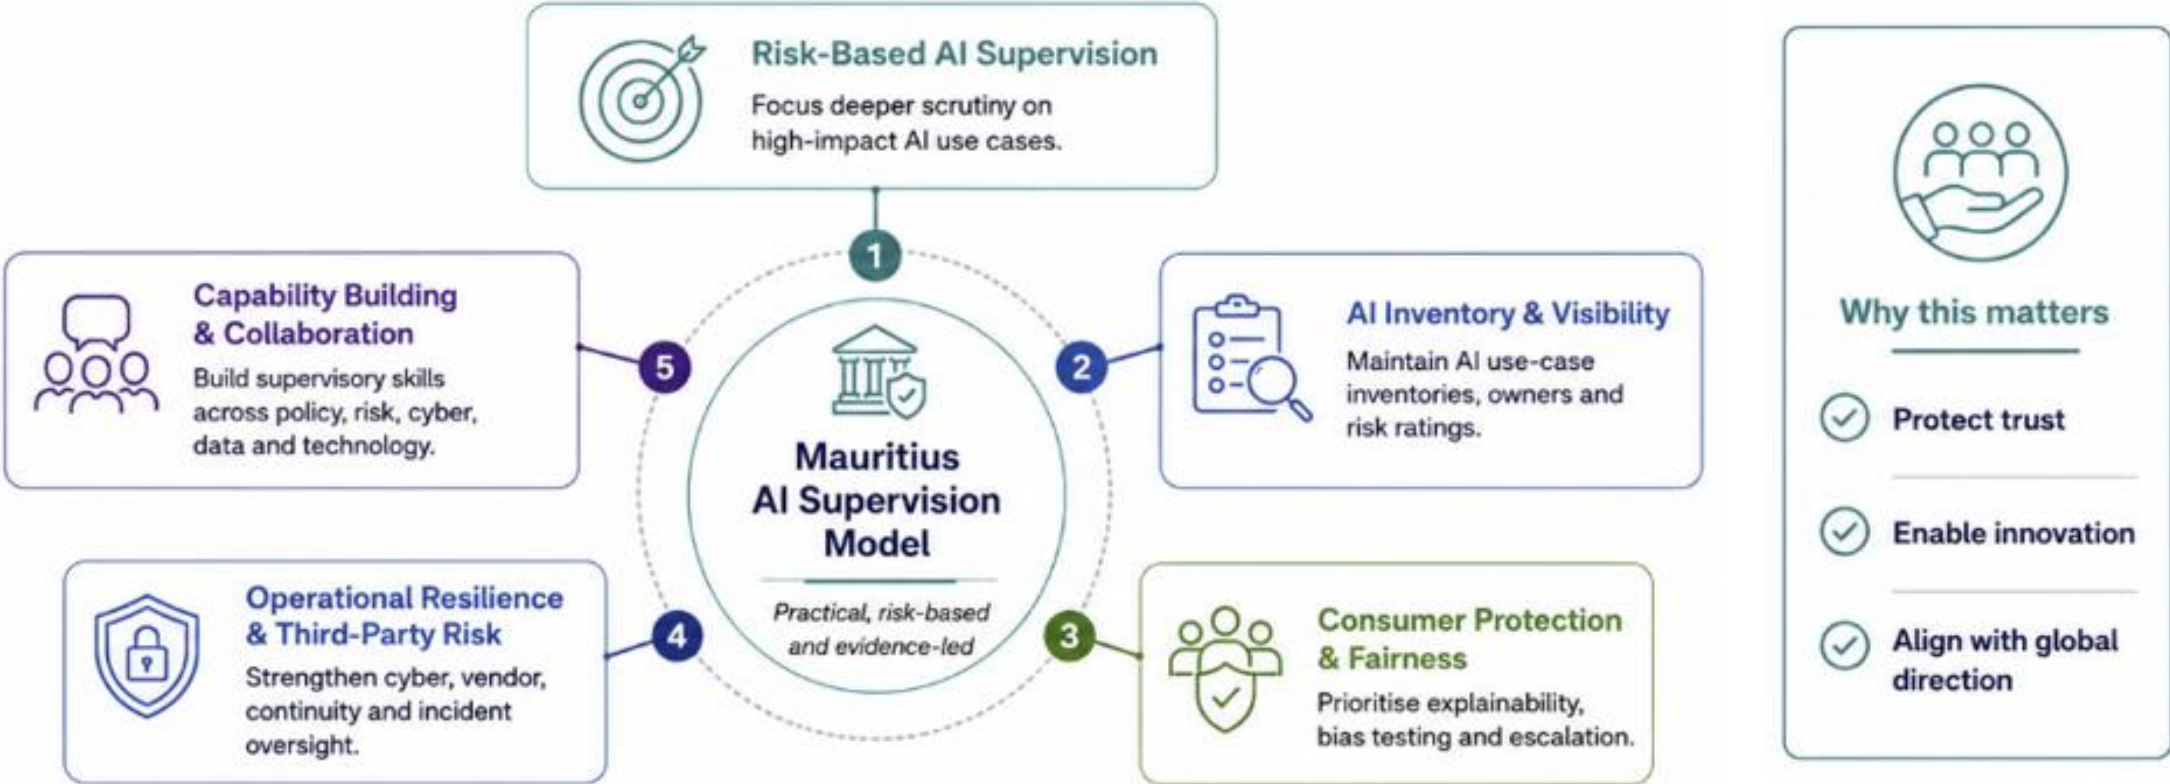 Risk-Based AI Supervision
Focus deeper scrutiny on
high-impact AI use cases.
1
Mauritius
AI Supervision
Model
Practical, risk-based
and evidence-led
2
AI Inventory & Visibility
Maintain AI use-case
inventories, owners and
risk ratings.
3
Consumer Protection
& Fairness
Prioritise explainability,
bias testing and escalation.
4
Operational Resilience
& Third-Party Risk
Strengthen cyber, vendor,
continuity and incident
oversight.
5
Capability Building
& Collaboration
Build supervisory skills
across policy, risk, cyber,
data and technology.
Why this matters
Protect trust
Enable innovation
Align with global
direction